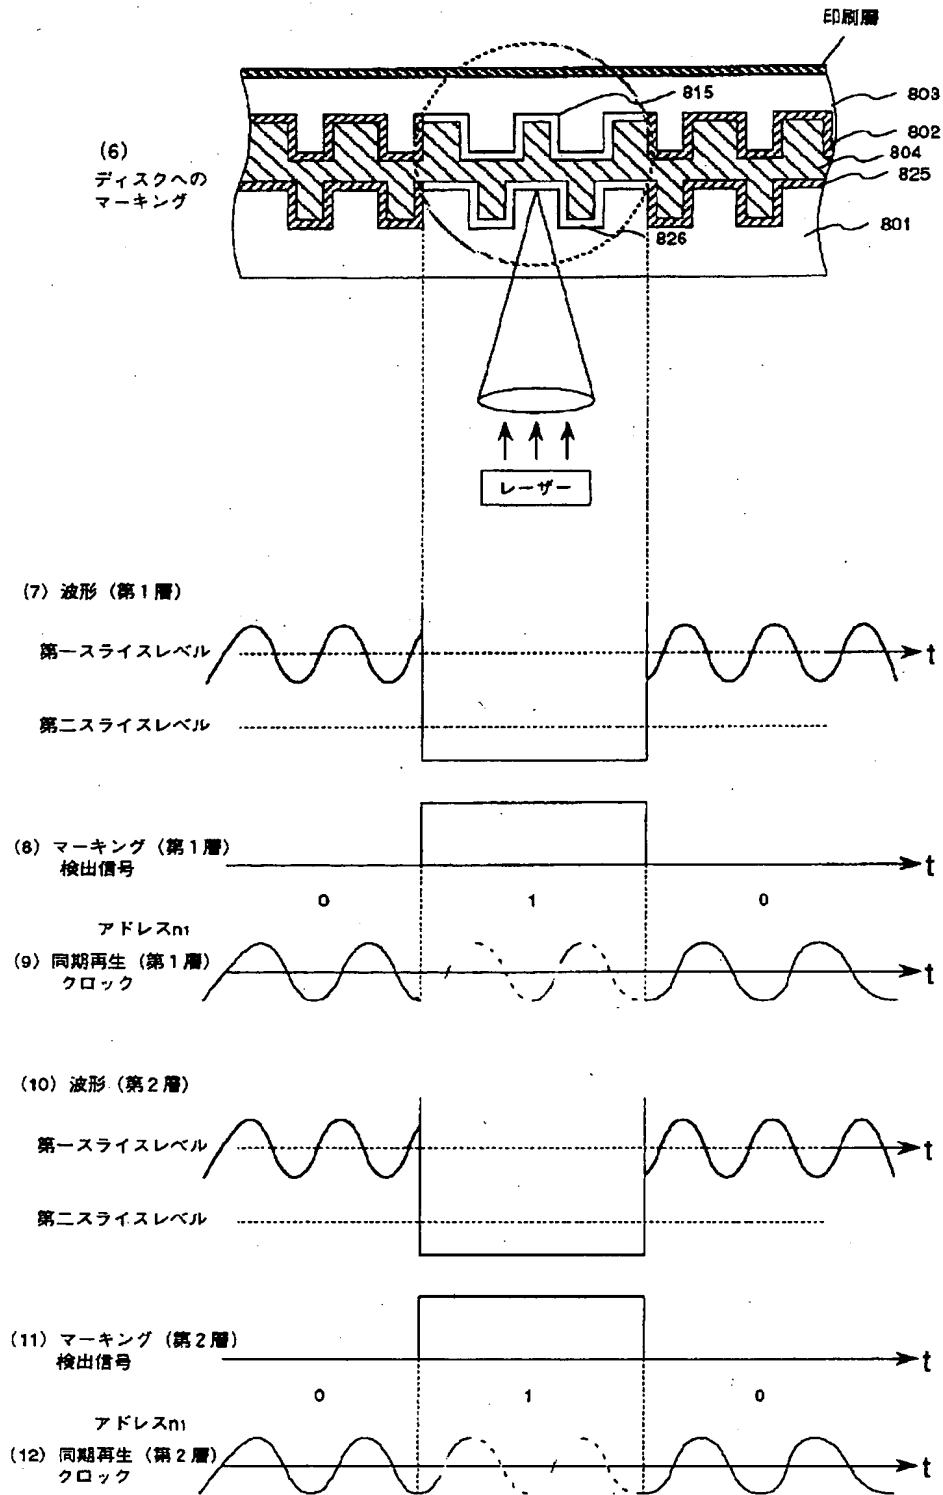 印刷層
815
803
802
804
825
(6)
ディスクへの
マーキング
801
826
レーザー
(7) 波形 (第1層)
第一スライスレベル
t
第二スライスレベル
(8) マーキング (第1層)
検出信号
t
0 1 0
アドレスn1
(9) 同期再生 (第1層)
クロック
t
(10) 波形 (第2層)
第一スライスレベル
t
第二スライスレベル
(11) マーキング (第2層)
検出信号
t
0 1 0
アドレスn1
(12) 同期再生 (第2層)
クロック
t